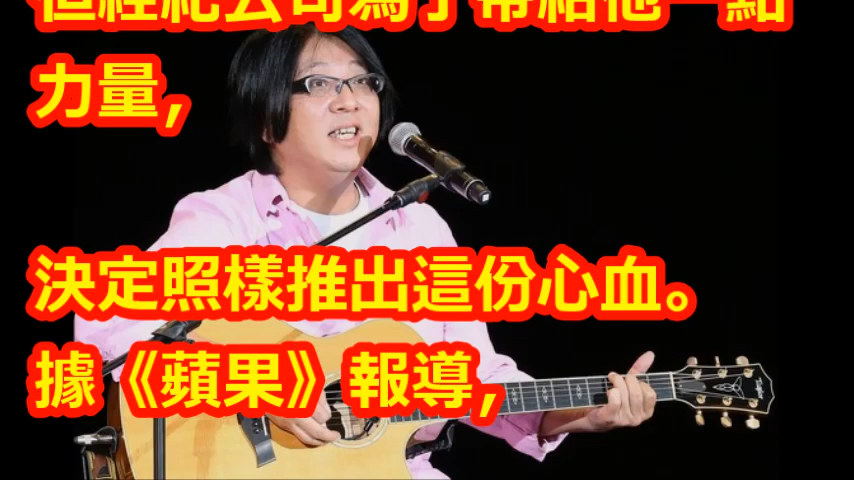 但經紀公司為了帶給他一點
力量,
決定照樣推出這份心血。
據《蘋果》報導,